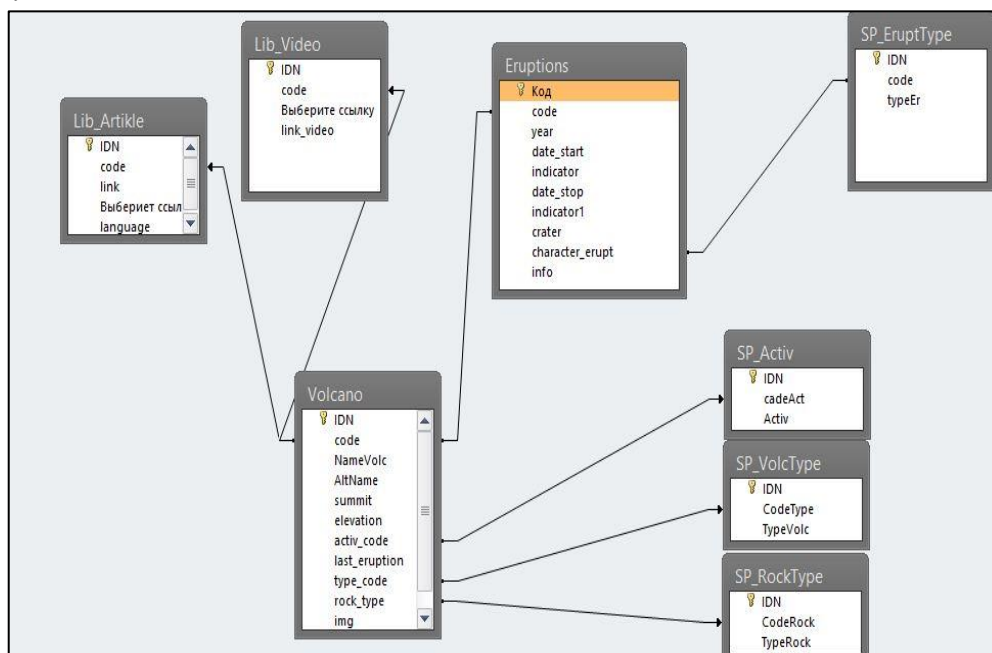 Lib_Artikle
IDN
code
link
Выбериет ссыл
language
Lib_Video
IDN
code
Выберите ссылку
link_video
Eruptions
Код
code
year
date_start
indicator
date_stop
indicator1
crater
character_erupt
info
SP_EruptType
IDN
code
typeEr
Volcano
IDN
code
NameVolc
AltName
summit
elevation
activ_code
last_eruption
type_code
rock_type
img
SP_Activ
IDN
cadeAct
Activ
SP_VolcType
IDN
CodeType
TypeVolc
SP_RockType
IDN
CodeRock
TypeRock